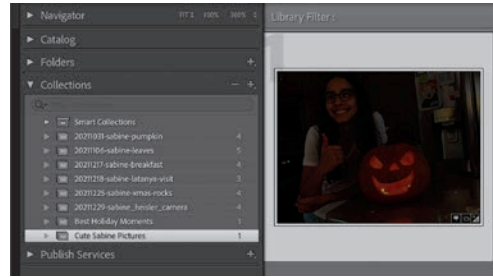 Navigator FIT 100% 300%
Catalog
Folders +
Collections − +
Smart Collections
20211031-sabine-pumpkin 4
20211106-sabine-leaves 5
20211217-sabine-breakfast 4
20211218-sabine-latanya-visit 3
20211225-sabine-xmas-rocks 4
20211229-sabine_heisler_camera 4
Best Holiday Moments 1
Cute Sabine Pictures 1
Publish Services +
Library Filter :
1